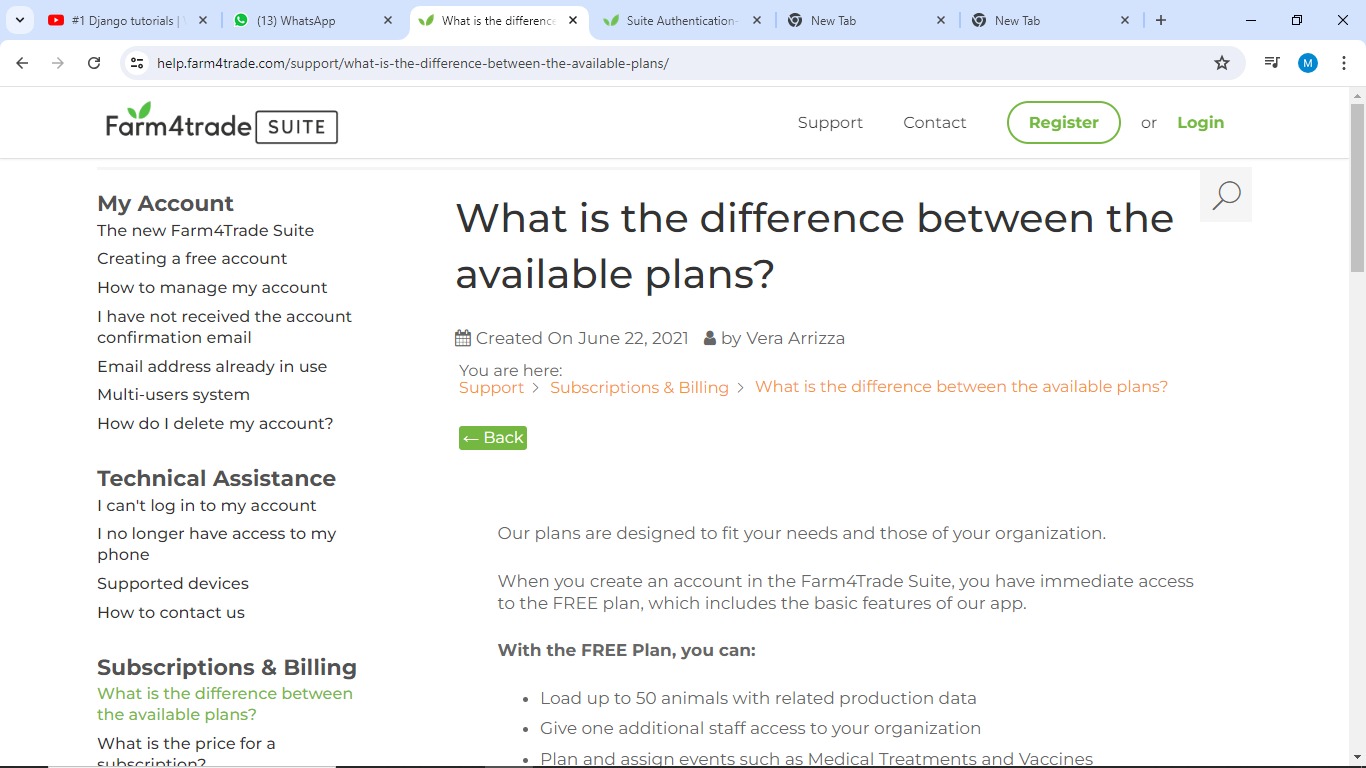 #1 Django tutorials |
(13) WhatsApp
What is the difference
Suite Authentication-
New Tab
New Tab
help.farm4trade.com/support/what-is-the-difference-between-the-available-plans/
M
Farm4trade SUITE
Support
Contact
Register
or
Login
My Account
The new Farm4Trade Suite
Creating a free account
How to manage my account
I have not received the account
confirmation email
Email address already in use
Multi-users system
How do I delete my account?
Technical Assistance
I can't log in to my account
I no longer have access to my
phone
Supported devices
How to contact us
Subscriptions & Billing
What is the difference between
the available plans?
What is the price for a
subscription?
What is the difference between the
available plans?
Created On June 22, 2021 by Vera Arrizza
You are here:
Support > Subscriptions & Billing > What is the difference between the available plans?
← Back
Our plans are designed to fit your needs and those of your organization.
When you create an account in the Farm4Trade Suite, you have immediate access
to the FREE plan, which includes the basic features of our app.
With the FREE Plan, you can:
• Load up to 50 animals with related production data
• Give one additional staff access to your organization
• Plan and assign events such as Medical Treatments and Vaccines